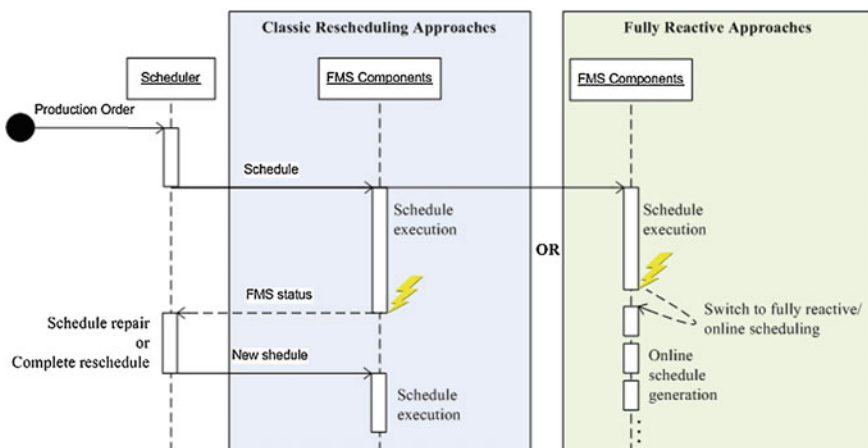 Classic Rescheduling Approaches
Fully Reactive Approaches
Scheduler
FMS Components
FMS Components
Production Order
Schedule
Schedule
execution
Schedule
execution
OR
FMS status
Switch to fully reactive/
online scheduling
Schedule repair
or
Complete reschedule
New shedule
Online
schedule
generation
Schedule
execution